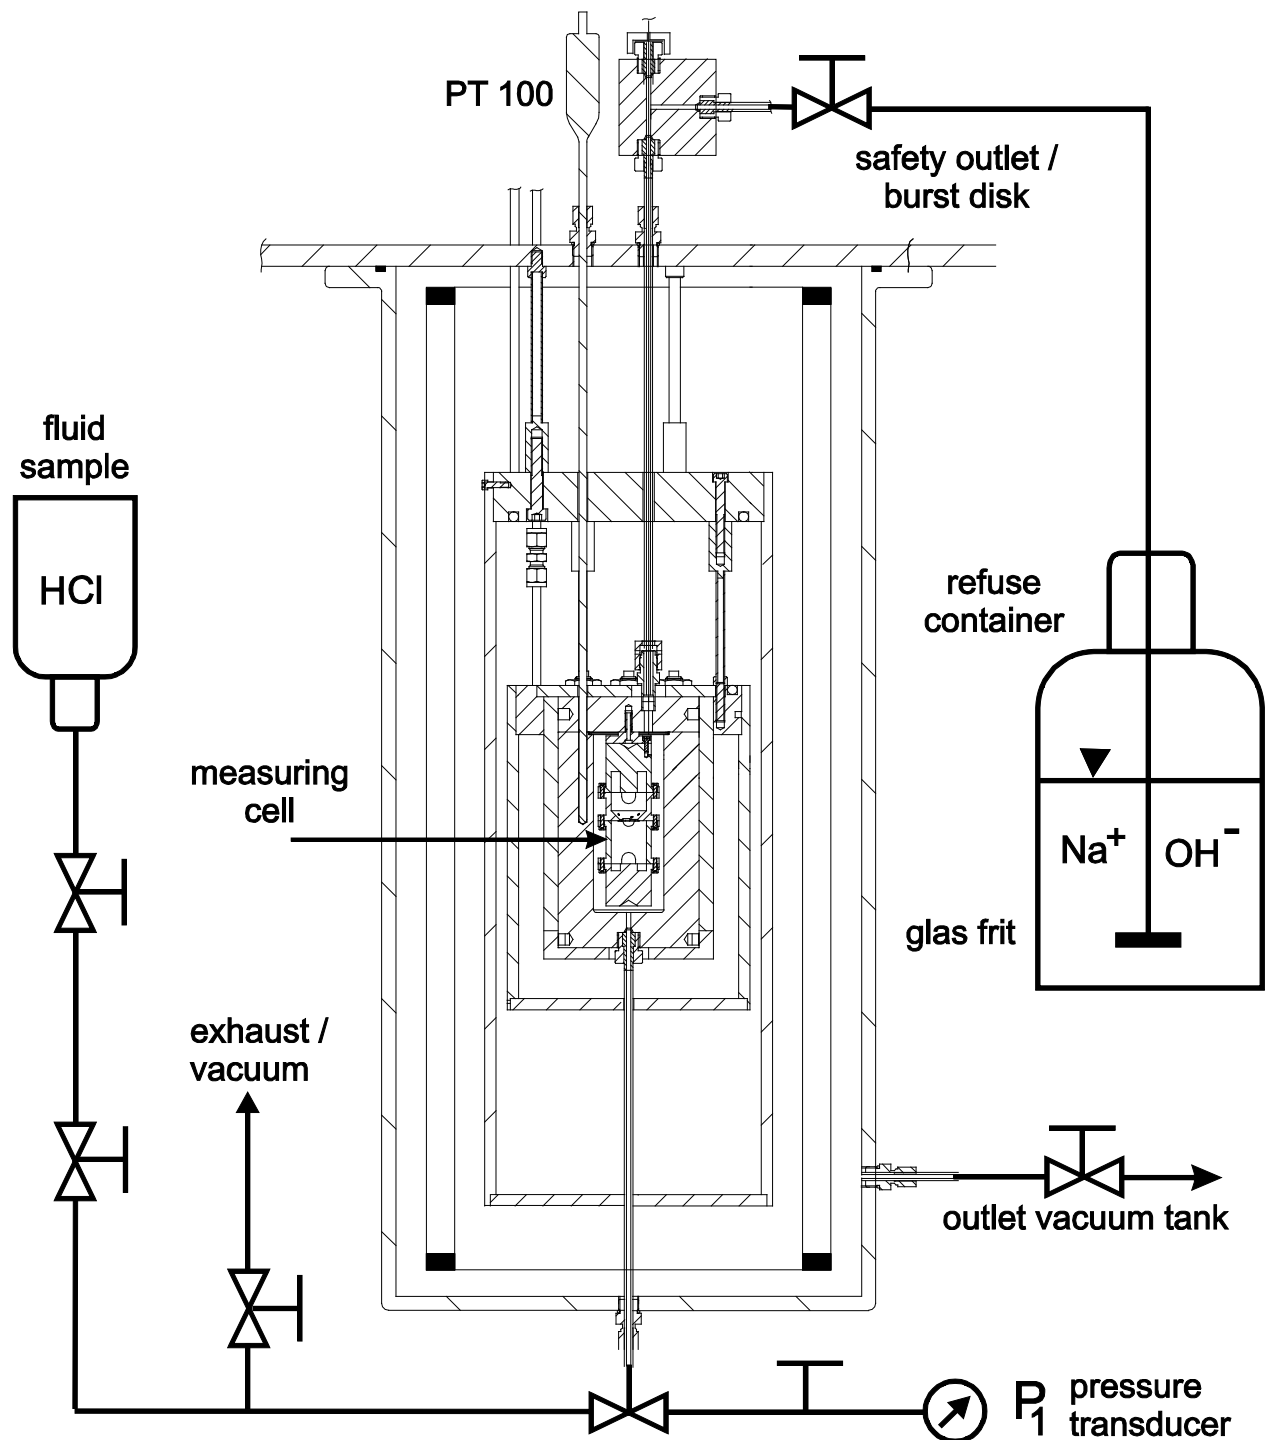 PT 100
safety outlet /
burst disk
fluid
sample
HCl
refuse
container
measuring
cell
Na+
OH-
glas frit
exhaust /
vacuum
outlet vacuum tank
P1
pressure
transducer